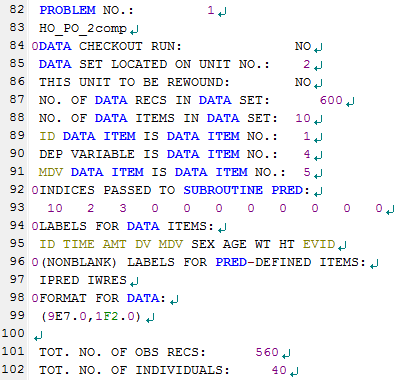 82 PROBLEM NO.: 1
83 HO_PO_2comp
84 0DATA CHECKOUT RUN: NO
85 DATA SET LOCATED ON UNIT NO.: 2
86 THIS UNIT TO BE REWOUND: NO
87 NO. OF DATA RECS IN DATA SET: 600
88 NO. OF DATA ITEMS IN DATA SET: 10
89 ID DATA ITEM IS DATA ITEM NO.: 1
90 DEP VARIABLE IS DATA ITEM NO.: 4
91 MDV DATA ITEM IS DATA ITEM NO.: 5
92 0INDICES PASSED TO SUBROUTINE PRED:
93 10 2 3 0 0 0 0 0 0 0 0
94 0LABELS FOR DATA ITEMS:
95 ID TIME AMT DV MDV SEX AGE WT HT EVID
96 0(NONBLANK) LABELS FOR PRED-DEFINED ITEMS:
97 IPRED IWRES
98 0FORMAT FOR DATA:
99 (9E7.0,1F2.0)
100
101 TOT. NO. OF OBS RECS: 560
102 TOT. NO. OF INDIVIDUALS: 40